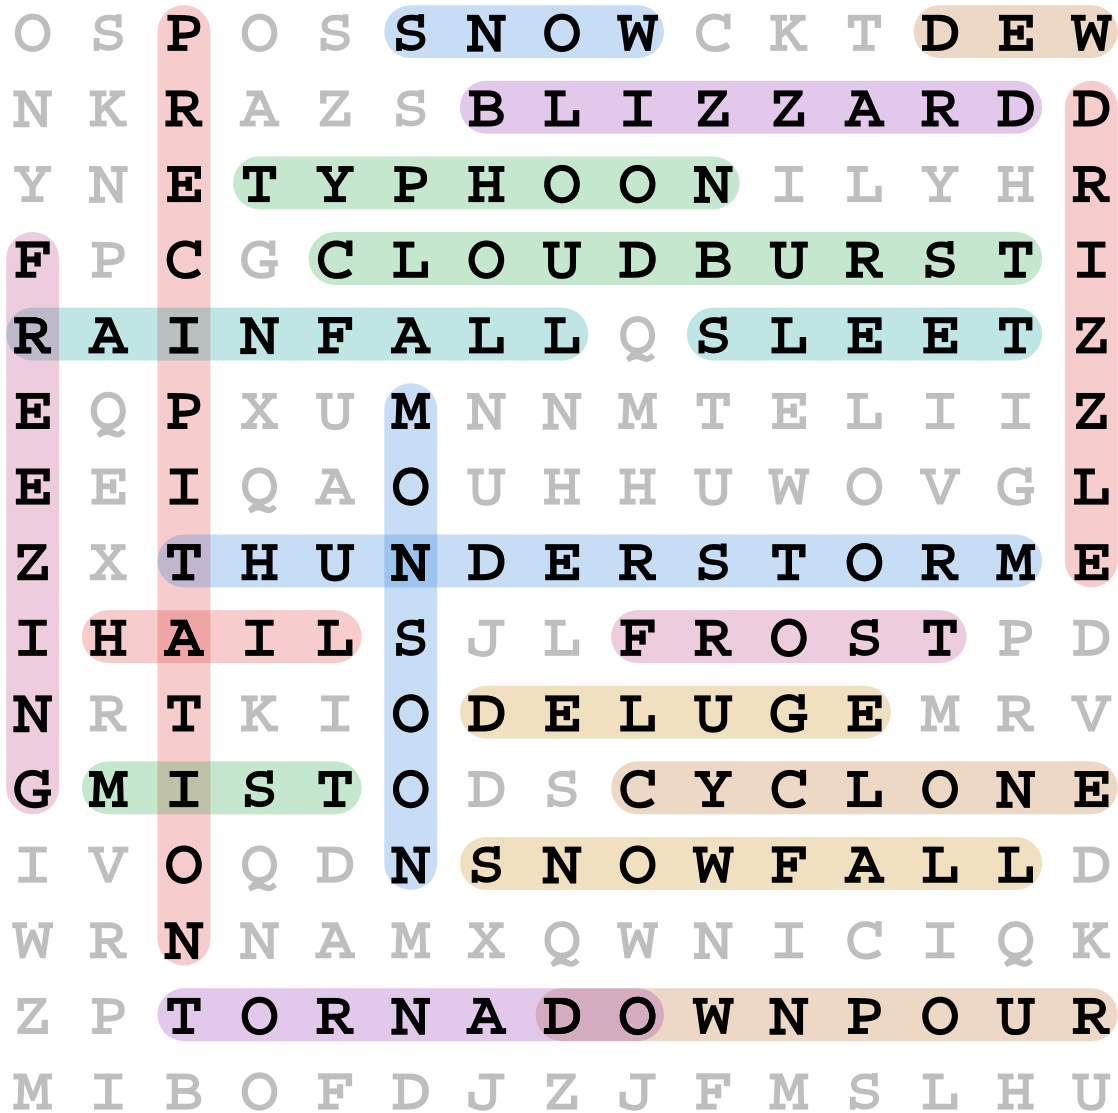 O S P O S S N O W C K T D E W
N K R A Z S B L I Z Z A R D D
Y N E T Y P H O O N I L Y H R
F P C G C L O U D B U R S T I
R A I N F A L L Q S L E E T Z
E Q P X U M N N M T E L I I Z
E E I Q A O U H H U W O V G L
Z X T H U N D E R S T O R M E
I H A I L S J L F R O S T P D
N R T K I O D E L U G E M R V
G M I S T O D S C Y C L O N E
I V O Q D N S N O W F A L L D
W R N N A M X Q W N I C I Q K
Z P T O R N A D O W N P O U R
M I B O F D J Z J F M S L H U